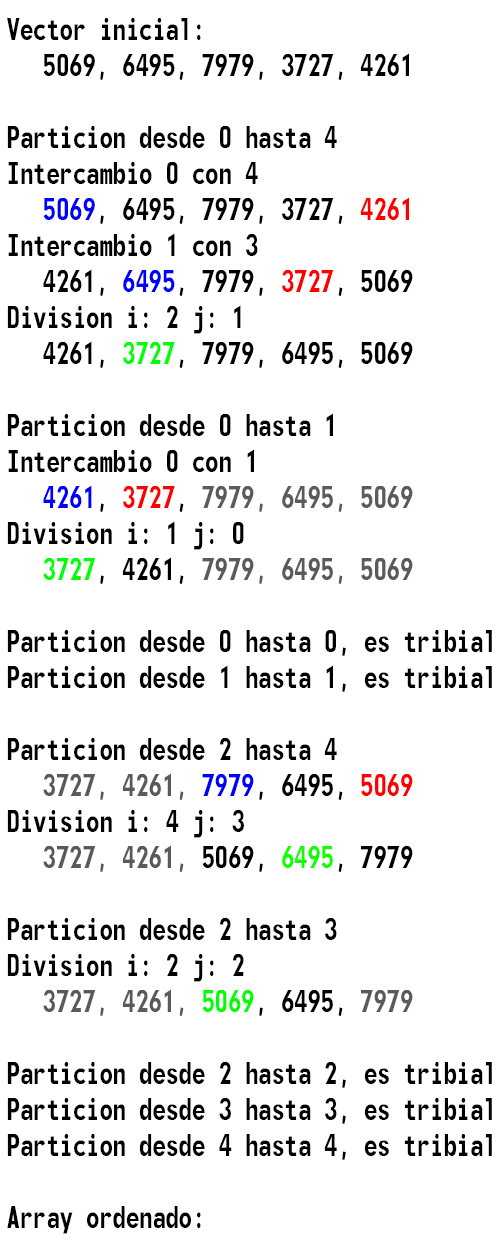 Vector inicial:
5069, 6495, 7979, 3727, 4261
Particion desde 0 hasta 4
Intercambio 0 con 4
5069, 6495, 7979, 3727, 4261
Intercambio 1 con 3
4261, 6495, 7979, 3727, 5069
Division i: 2 j: 1
4261, 3727, 7979, 6495, 5069
Particion desde 0 hasta 1
Intercambio 0 con 1
4261, 3727, 7979, 6495, 5069
Division i: 1 j: 0
3727, 4261, 7979, 6495, 5069
Particion desde 0 hasta 0, es tribial
Particion desde 1 hasta 1, es tribial
Particion desde 2 hasta 4
3727, 4261, 7979, 6495, 5069
Division i: 4 j: 3
3727, 4261, 5069, 6495, 7979
Particion desde 2 hasta 3
Division i: 2 j: 2
3727, 4261, 5069, 6495, 7979
Particion desde 2 hasta 2, es tribial
Particion desde 3 hasta 3, es tribial
Particion desde 4 hasta 4, es tribial
Array ordenado: